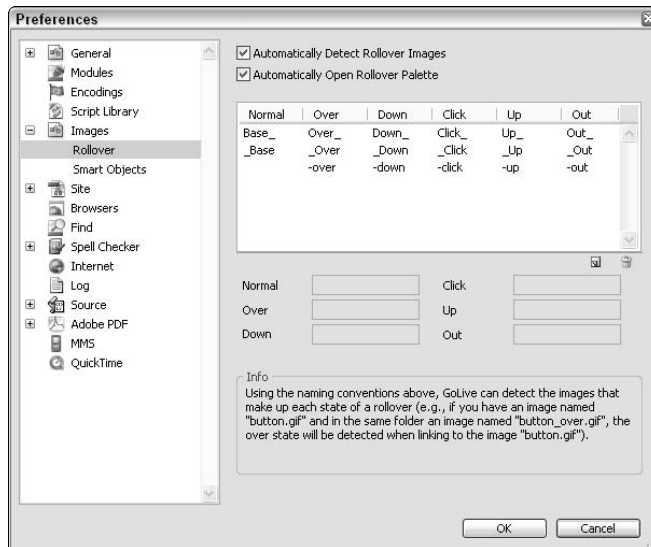 Preferences
General
Modules
Encodings
Script Library
Images
Rollover
Smart Objects
Site
Browsers
Find
Spell Checker
Internet
Log
Source
Adobe PDF
MMS
QuickTime
Automatically Detect Rollover Images
Automatically Open Rollover Palette
Normal Over Down Click Up Out
Base_ Over_ Down_ Click_ Up_ Out_
_Base _Over _Down _Click _Up _Out
-over -down -click -up -out
Normal Click
Over Up
Down Out
Info
Using the naming conventions above, GoLive can detect the images that
make up each state of a rollover (e.g., if you have an image named
"button.gif" and in the same folder an image named "button_over.gif", the
over state will be detected when linking to the image "button.gif").
OK Cancel